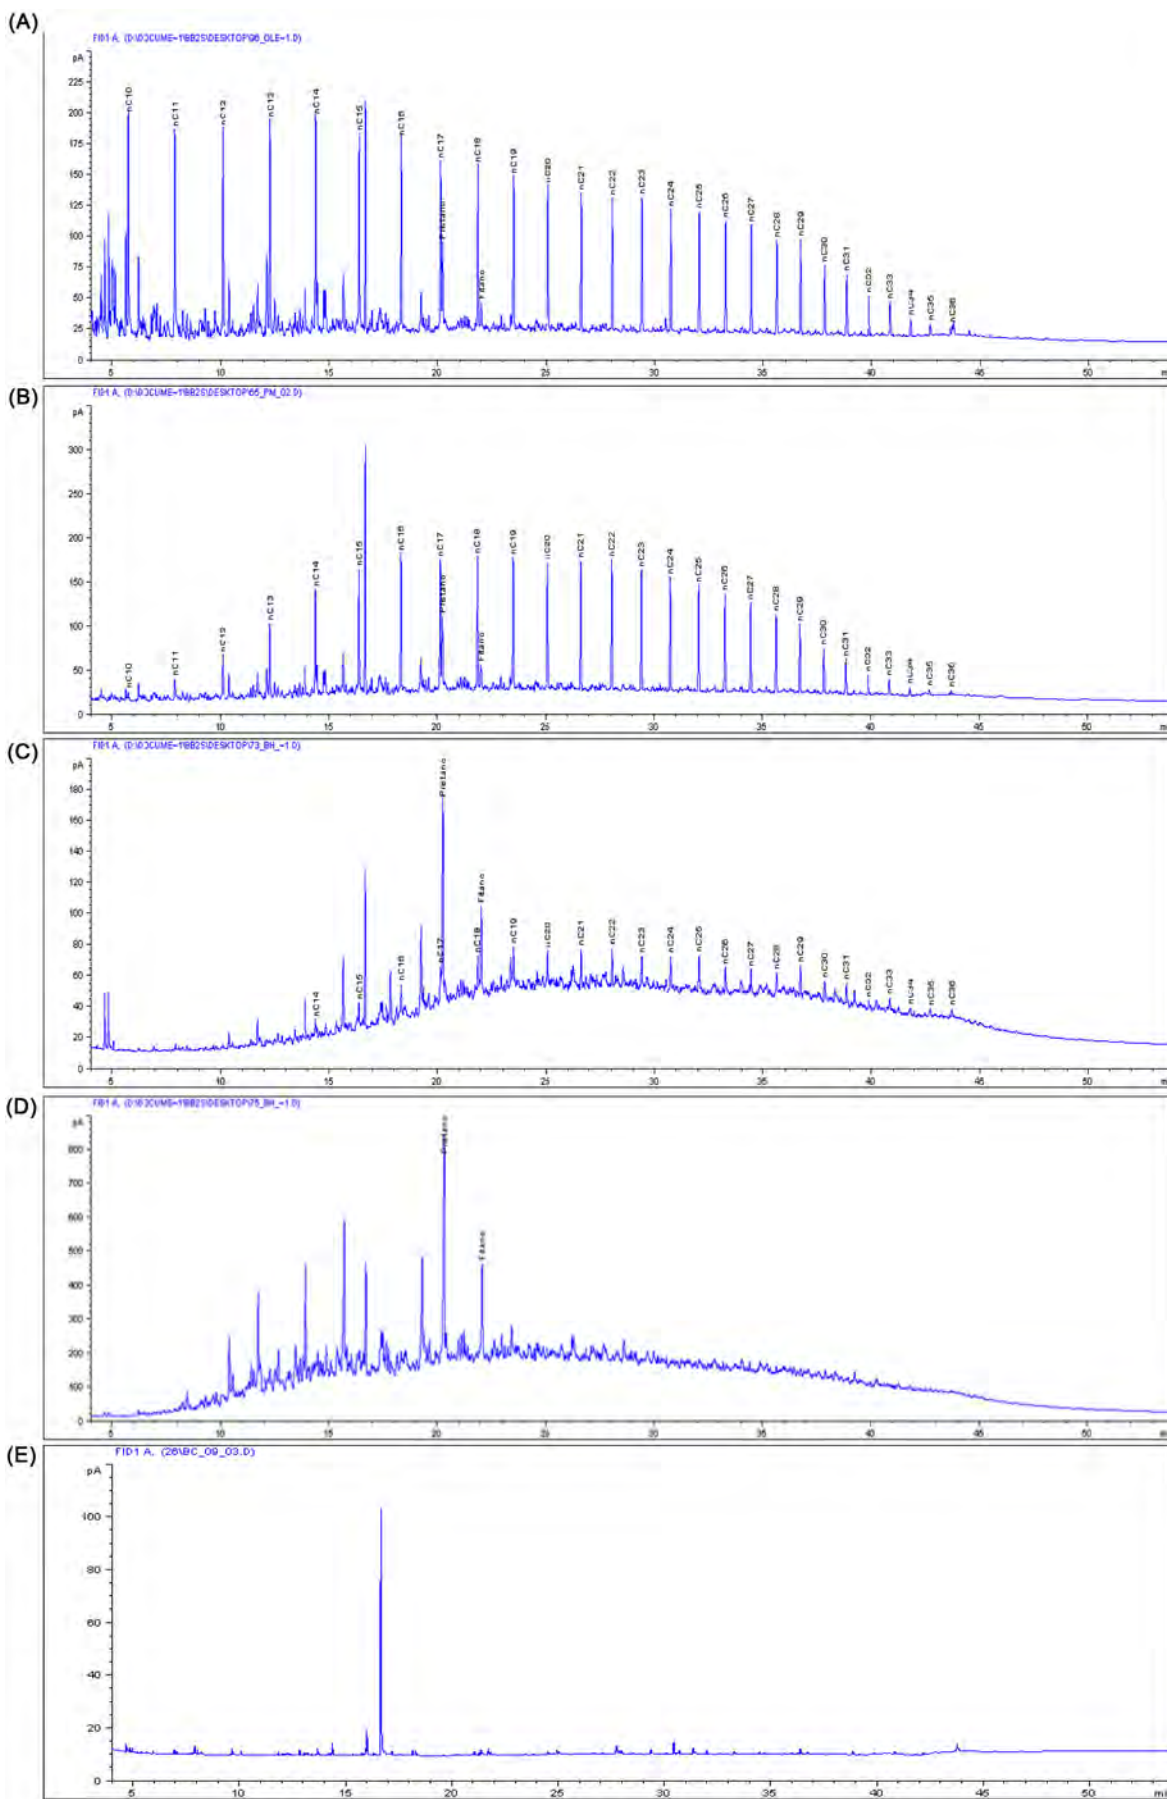 (A)
FID1 A, (D:\DOCUME~1\BB2S\DESKTOP\96_OLE~1.D)
pA
225
200
175
150
125
100
75
50
25
0
nC10 nC11 nC12 nC13 nC14 nC15 nC16 nC17 Pristano nC18 Fitano nC19 nC20 nC21 nC22 nC23 nC24 nC25 nC26 nC27 nC28 nC29 nC30 nC31 nC32 nC33 nC34 nC35 nC36
5 10 15 20 25 30 35 40 45 50
(B)
FID1 A, (D:\DOCUME~1\BB2S\DESKTOP\65_PM_02.D)
pA
300
250
200
150
100
50
0
nC10 nC11 nC12 nC13 nC14 nC15 nC16 nC17 Pristano nC18 Fitano nC19 nC20 nC21 nC22 nC23 nC24 nC25 nC26 nC27 nC28 nC29 nC30 nC31 nC32 nC33 nC34 nC35 nC36
5 10 15 20 25 30 35 40 45 50
(C)
FID1 A, (D:\DOCUME~1\BB2S\DESKTOP\73_BH_~1.D)
pA
180
160
140
120
100
80
60
40
20
0
nC14 nC15 nC16 nC17 Pristano nC18 Fitano nC19 nC20 nC21 nC22 nC23 nC24 nC25 nC26 nC27 nC28 nC29 nC30 nC31 nC32 nC33 nC34 nC35 nC36
5 10 15 20 25 30 35 40 45 50
(D)
FID1 A, (D:\DOCUME~1\BB2S\DESKTOP\75_BH_~1.D)
pA
800
700
600
500
400
300
200
100
0
Pristano Fitano
5 10 15 20 25 30 35 40 45 50
(E)
FID1 A, (26\BC_09_03.D)
pA
100
80
60
40
20
0
5 10 15 20 25 30 35 40 45 50